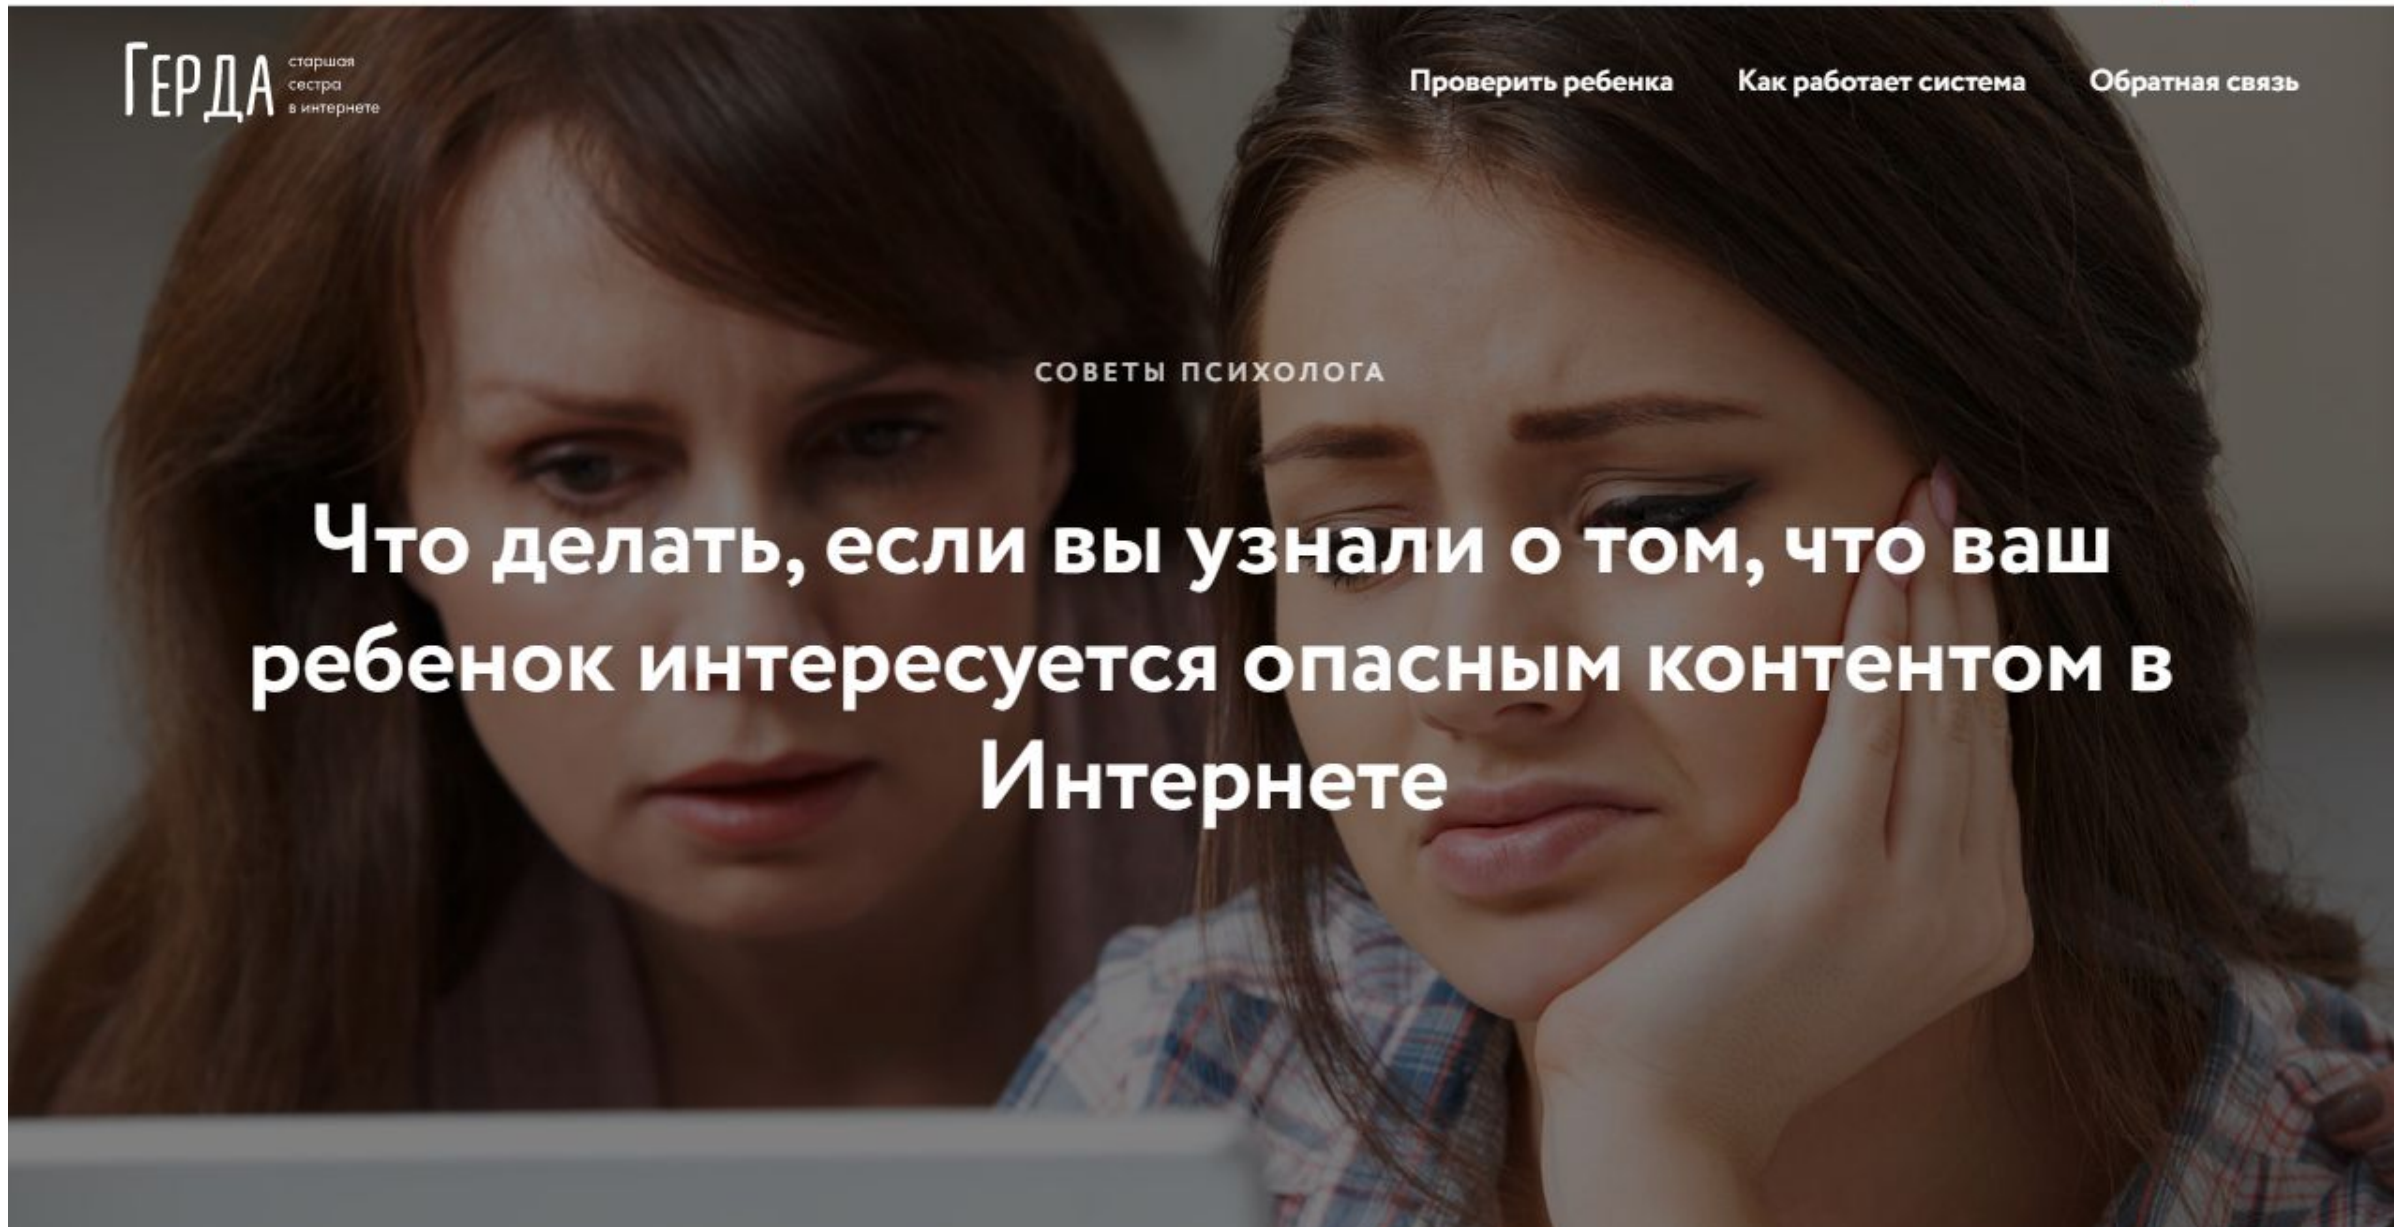 ГЕРДА
старшая
сестра
в интернете
Проверить ребенка
Как работает система
Обратная связь
СОВЕТЫ ПСИХОЛОГА
Что делать, если вы узнали о том, что ваш
ребенок интересуется опасным контентом в
Интернете